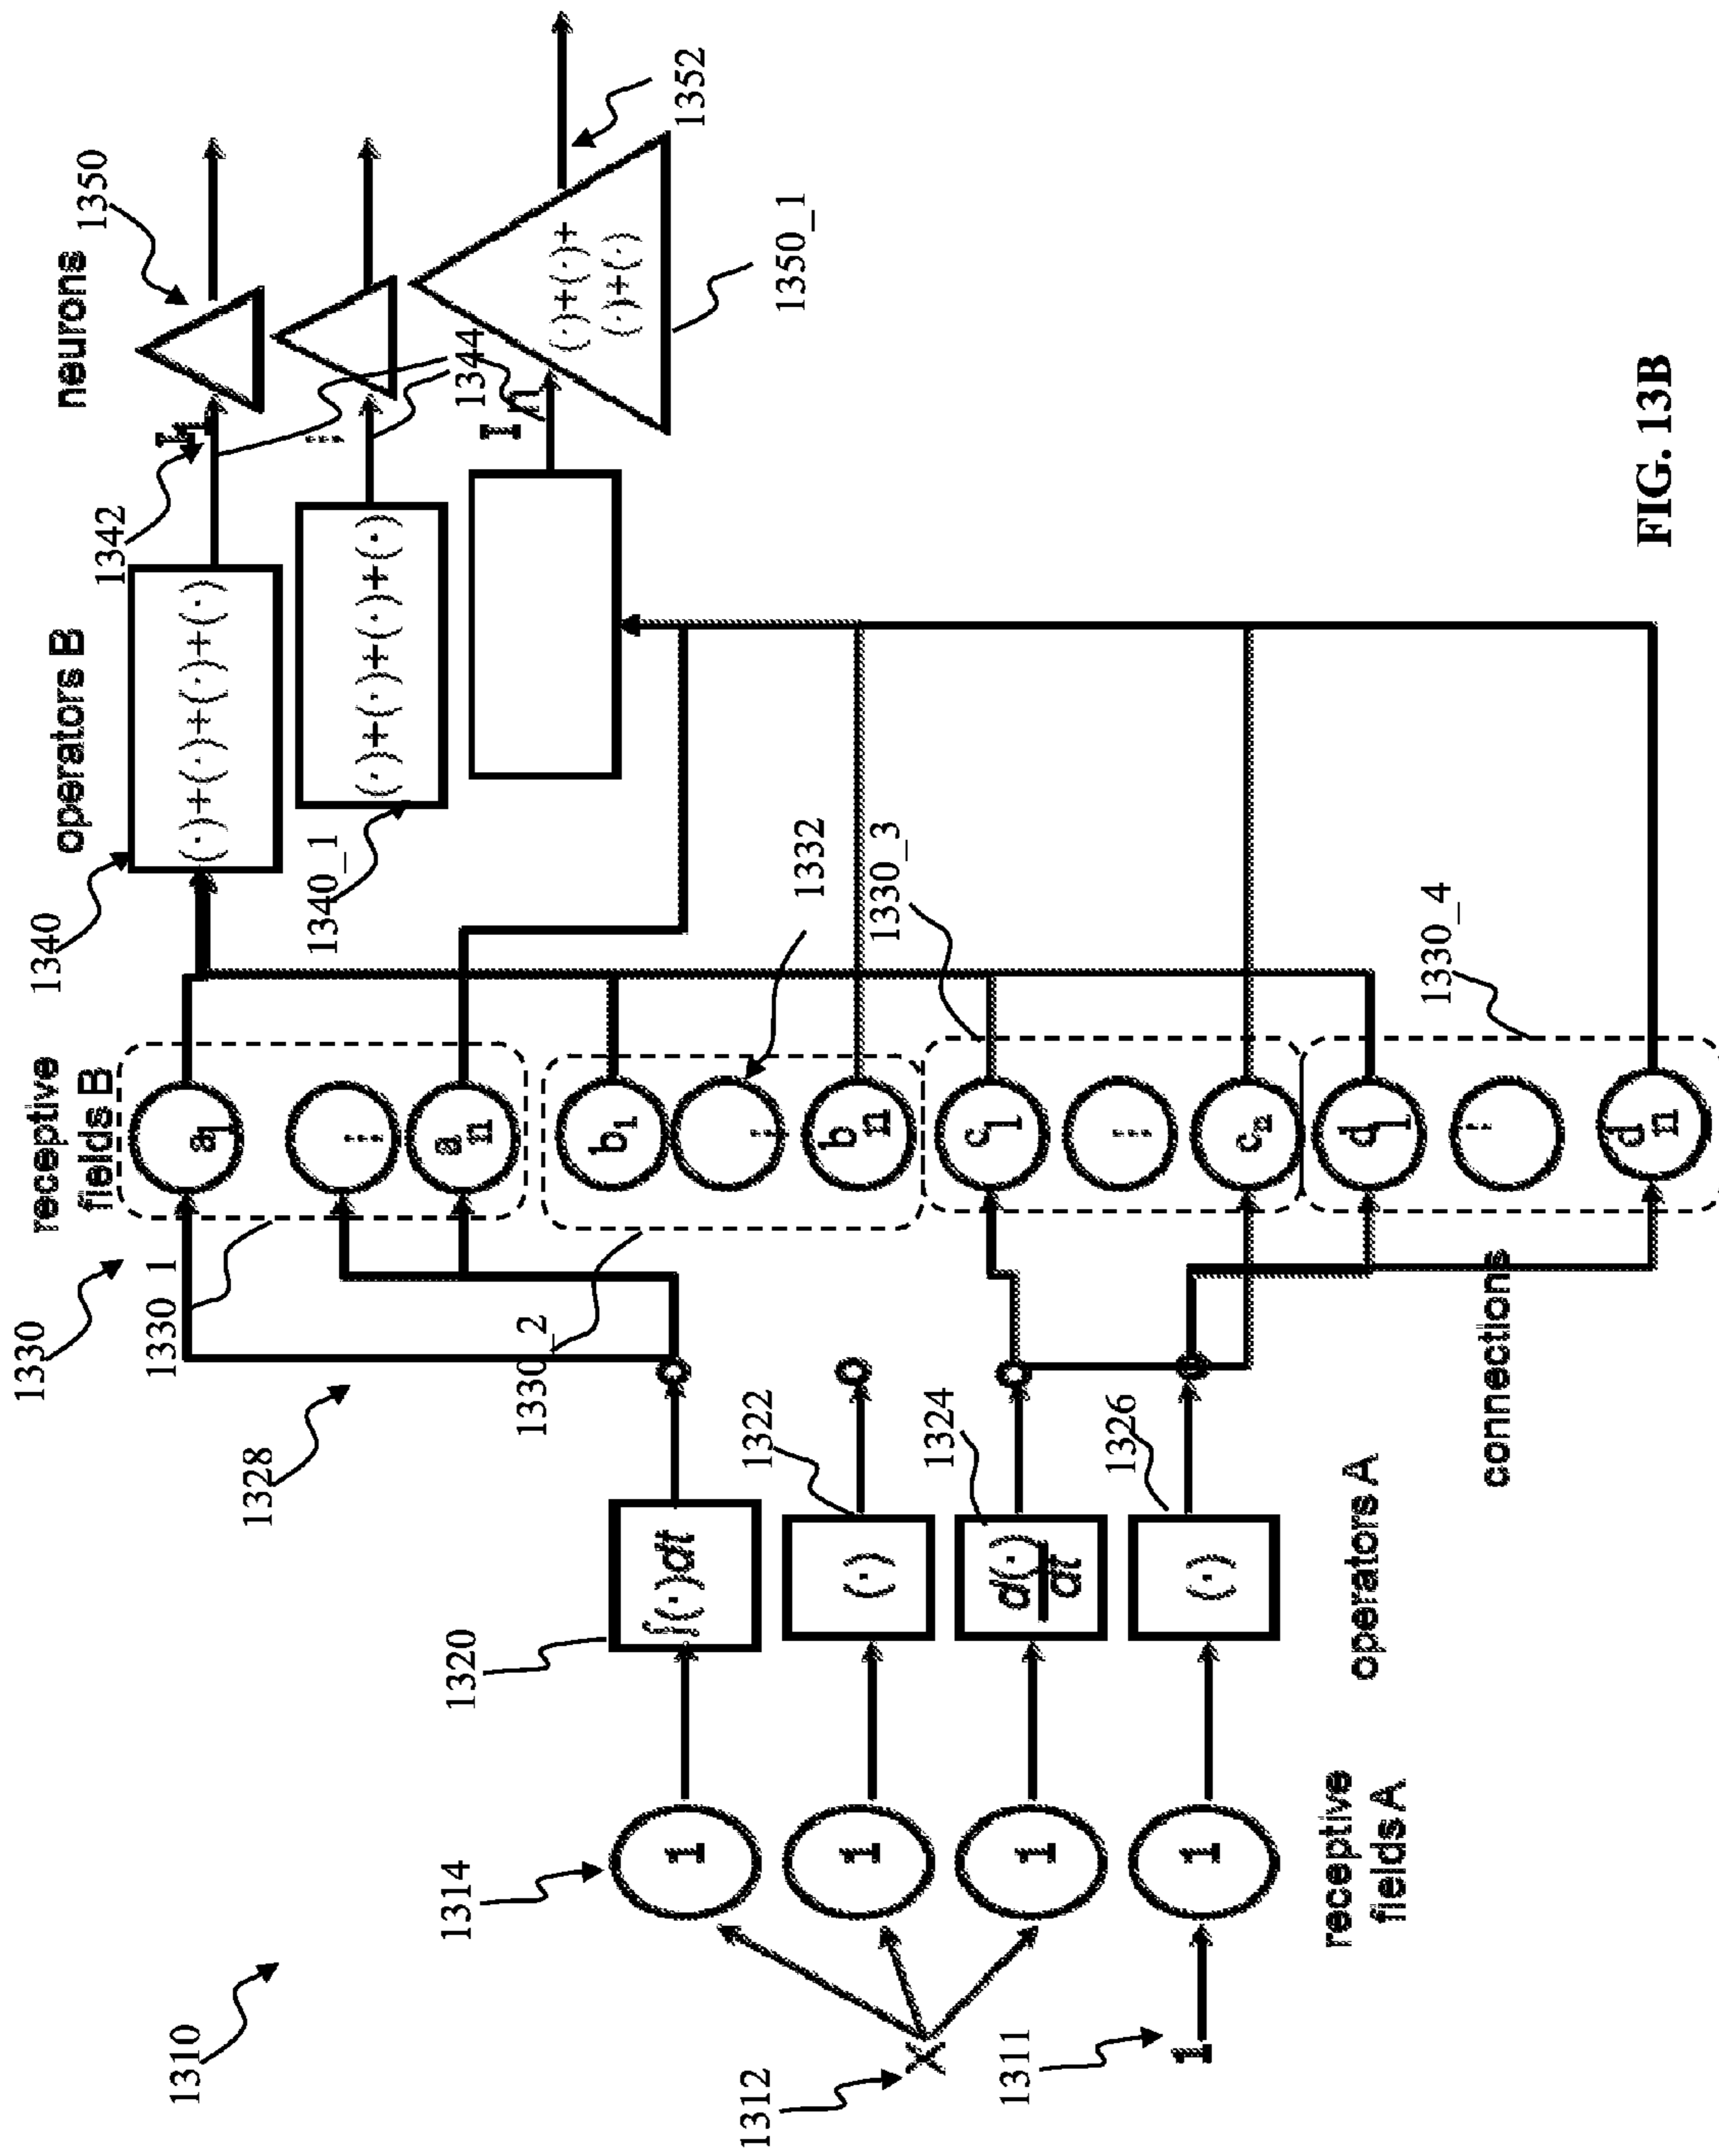 1310
1312
X
1311
1
1314
1
1
1
1
receptive
fields A
1320
∫(·)dt
1322
(·)
1324
d(·)
dt
1326
(·)
operators A
1328
connections
1330
receptive
fields B
1330_1
a1
⋮
an
1330_2
b1
⋮
bn
1332
1330_3
c1
⋮
cn
1330_4
d1
⋮
dn
operators B
1340
(·)+(·)+(·)+(·)
1340_1
(·)+(·)+(·)+(·)
1342
I1
⋮
In
1344
neurons
1350
(·)+(·)+
(·)+(·)
1350_1
1352
FIG. 13B